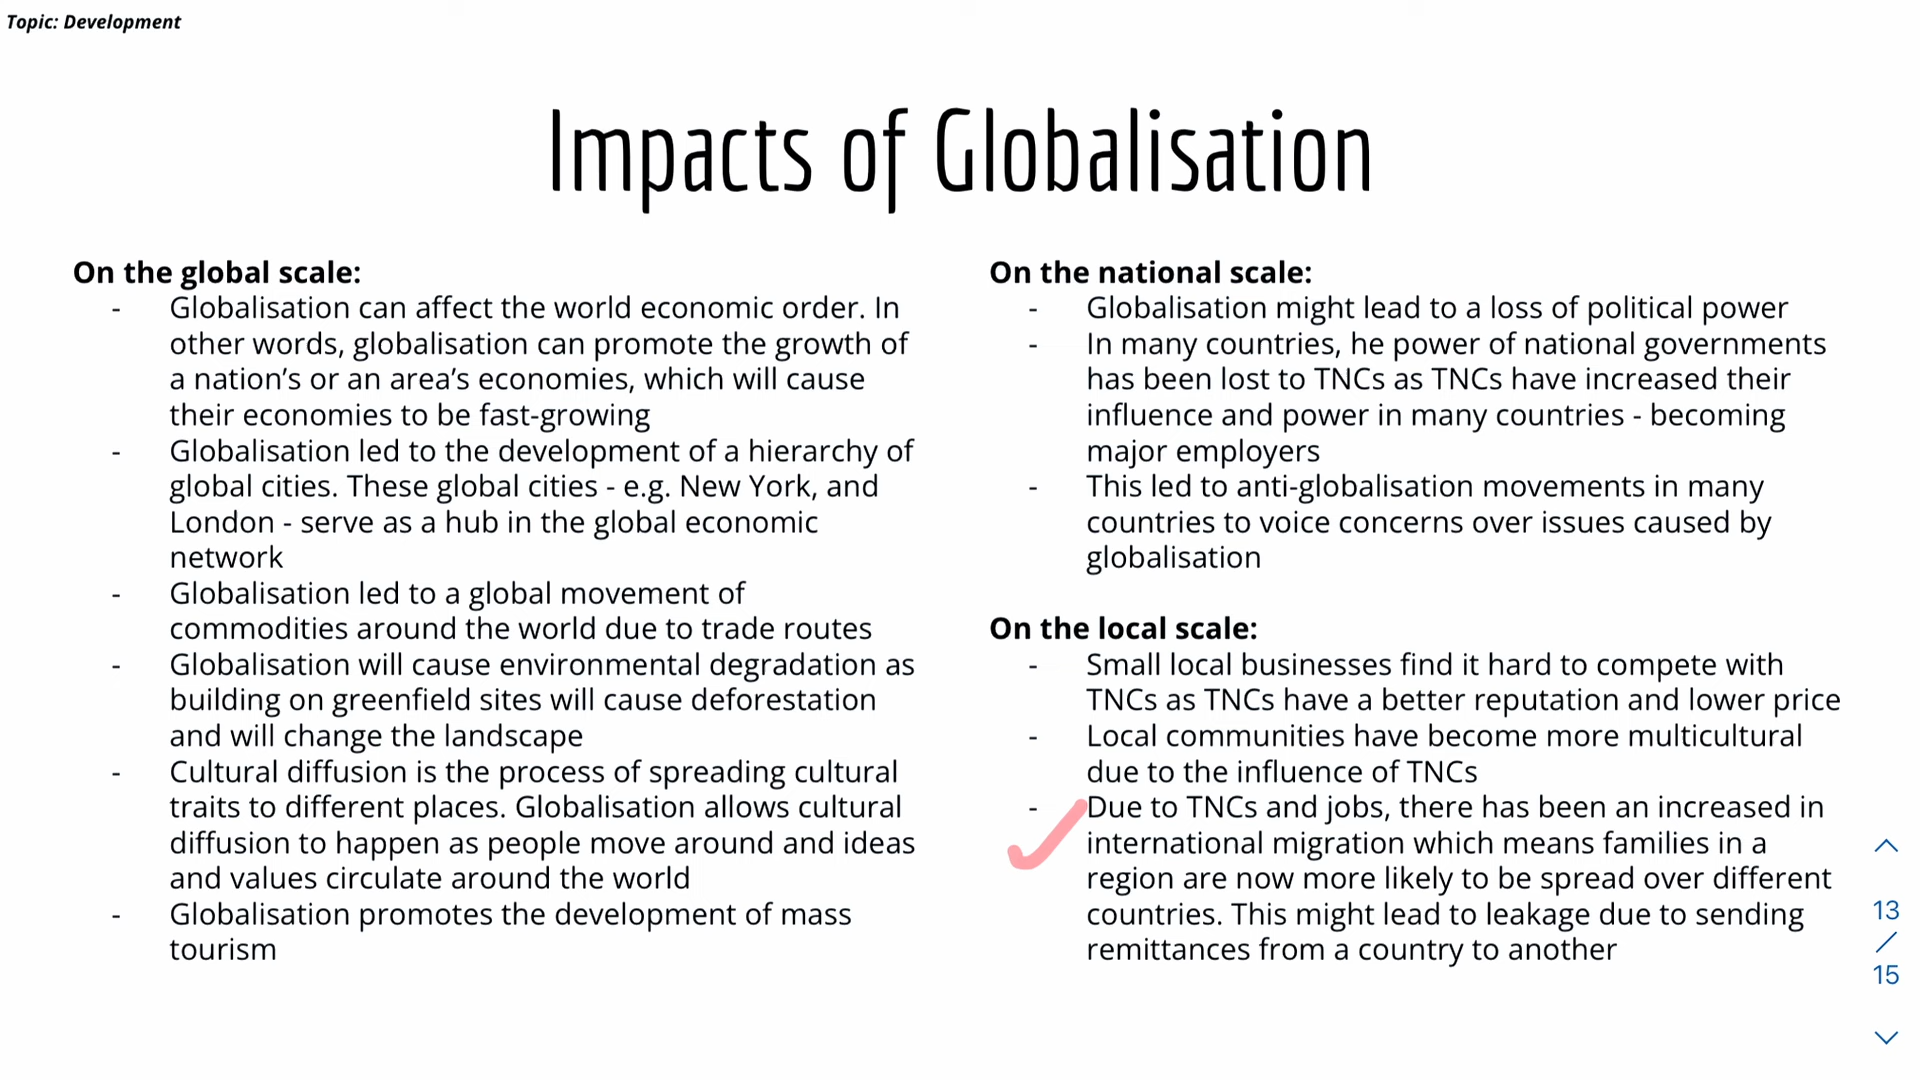 Topic: Development
Impacts of Globalisation
On the global scale:
- Globalisation can affect the world economic order. In
other words, globalisation can promote the growth of
a nation’s or an area’s economies, which will cause
their economies to be fast-growing
- Globalisation led to the development of a hierarchy of
global cities. These global cities - e.g. New York, and
London - serve as a hub in the global economic
network
- Globalisation led to a global movement of
commodities around the world due to trade routes
- Globalisation will cause environmental degradation as
building on greenfield sites will cause deforestation
and will change the landscape
- Cultural diffusion is the process of spreading cultural
traits to different places. Globalisation allows cultural
diffusion to happen as people move around and ideas
and values circulate around the world
- Globalisation promotes the development of mass
tourism
On the national scale:
- Globalisation might lead to a loss of political power
- In many countries, he power of national governments
has been lost to TNCs as TNCs have increased their
influence and power in many countries - becoming
major employers
- This led to anti-globalisation movements in many
countries to voice concerns over issues caused by
globalisation
On the local scale:
- Small local businesses find it hard to compete with
TNCs as TNCs have a better reputation and lower price
- Local communities have become more multicultural
due to the influence of TNCs
- Due to TNCs and jobs, there has been an increased in
international migration which means families in a
region are now more likely to be spread over different
countries. This might lead to leakage due to sending
remittances from a country to another
13
/
15